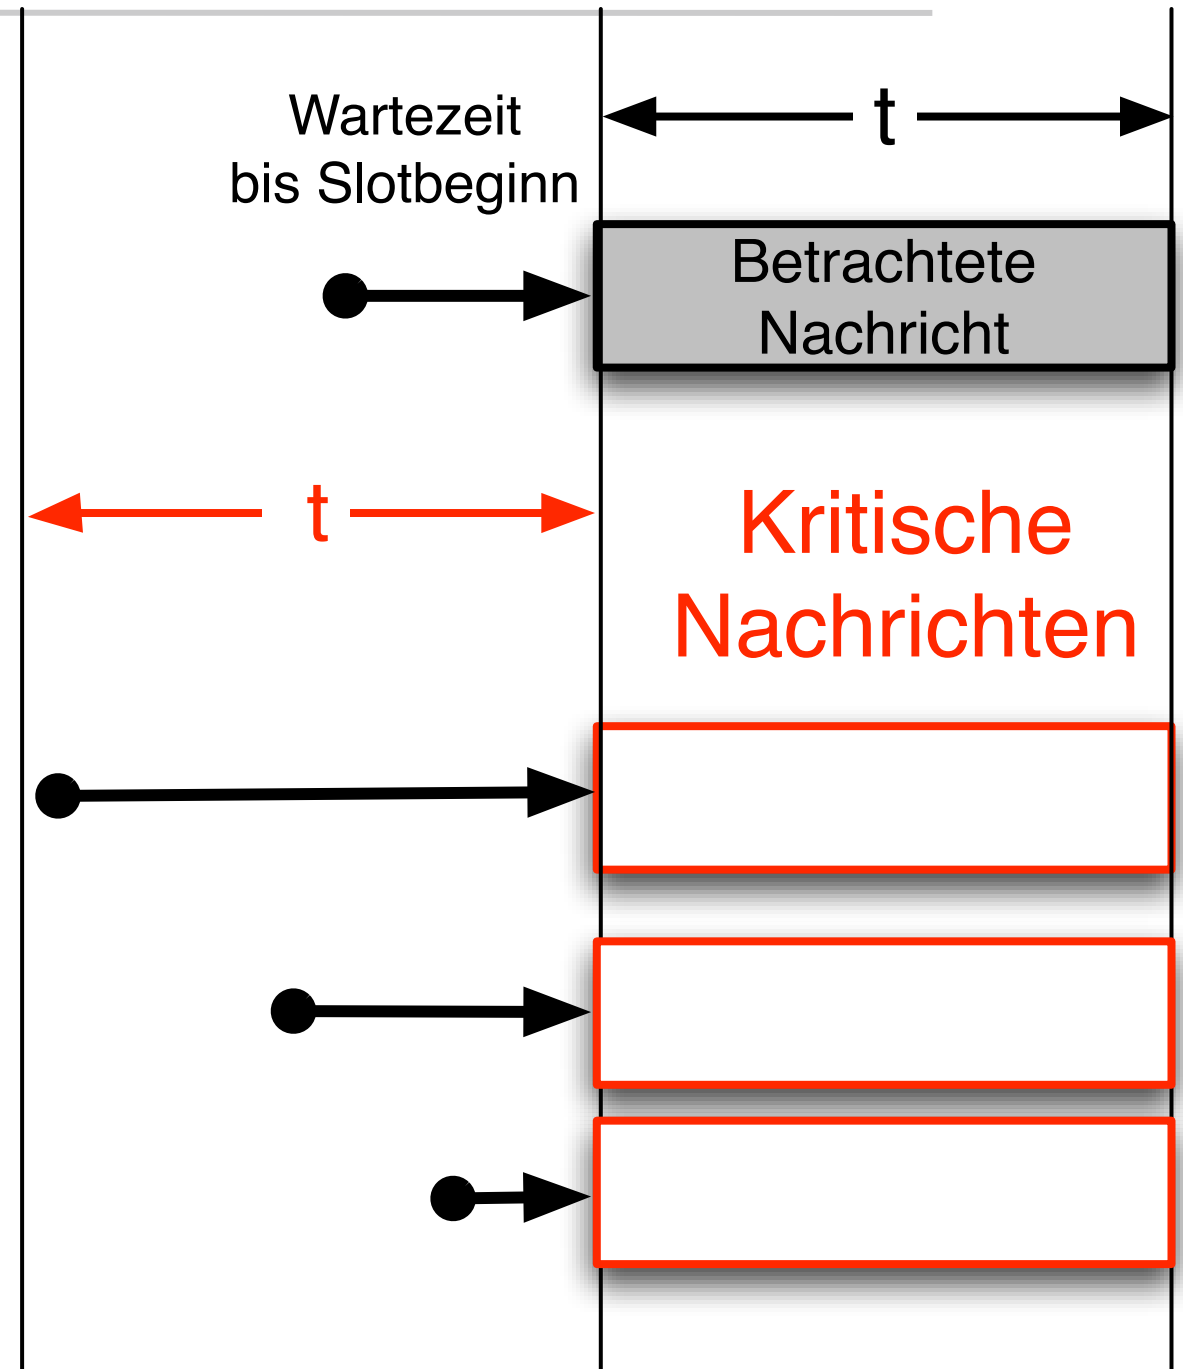 Wartezeit
bis Slotbeginn
t
Betrachtete
Nachricht
t
Kritische
Nachrichten